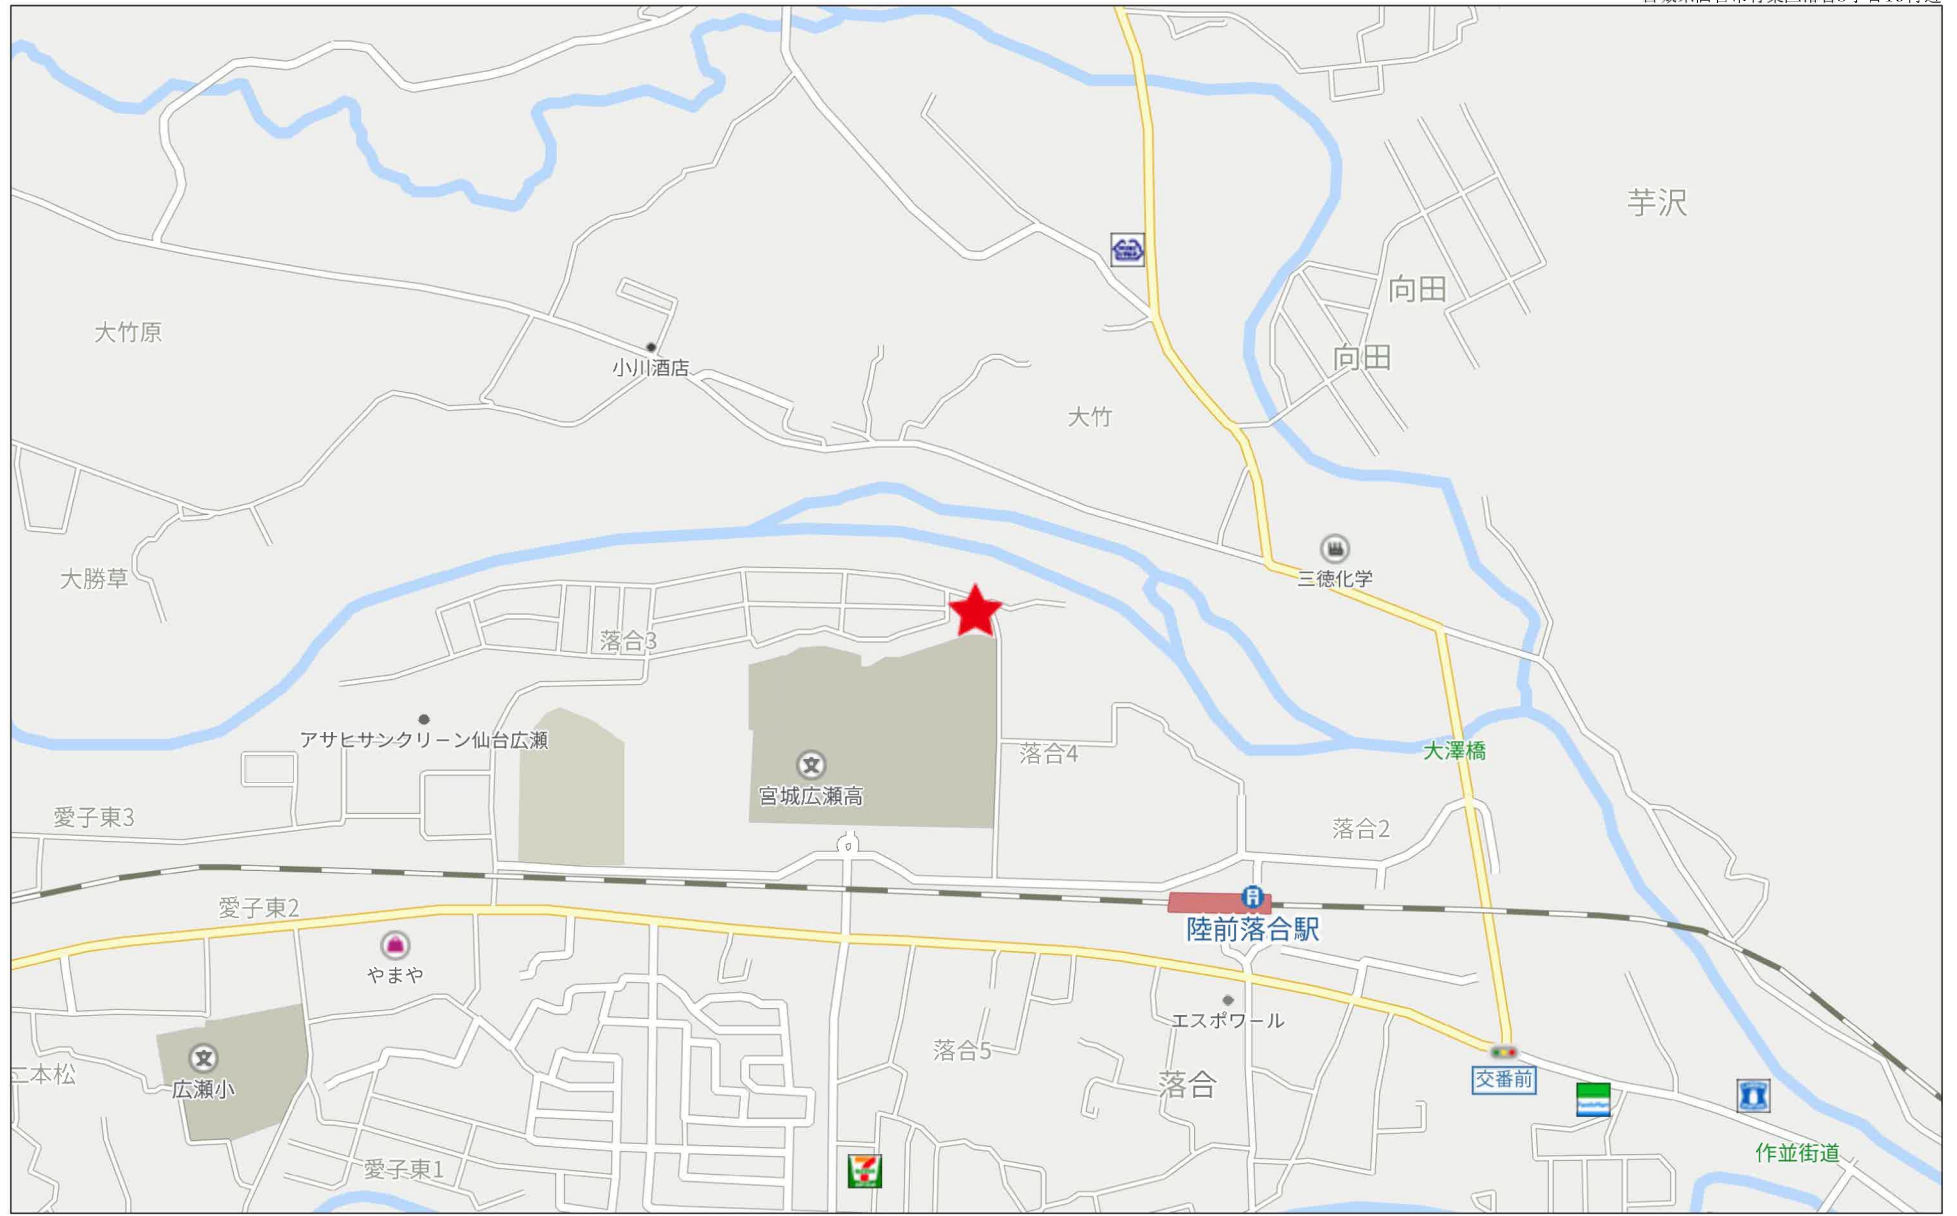 芋沢
向田
大竹原
向田
小川酒店
大竹
大勝草
三徳化学
落合3
アサヒサンクリーン仙台広瀬
落合4
大澤橋
宮城広瀬高
愛子東3
落合2
愛子東2
陸前落合駅
やまや
エスポワール
落合5
二本松
広瀬小
落合
交番前
作並街道
愛子東1